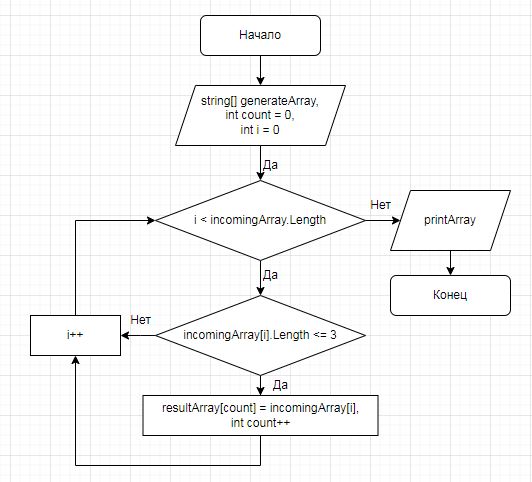 Начало
string[] generateArray,
int count = 0,
int i = 0
Да
i < incomingArray.Length
Нет
printArray
Да
Конец
incomingArray[i].Length <= 3
Нет
i++
Да
resultArray[count] = incomingArray[i],
int count++